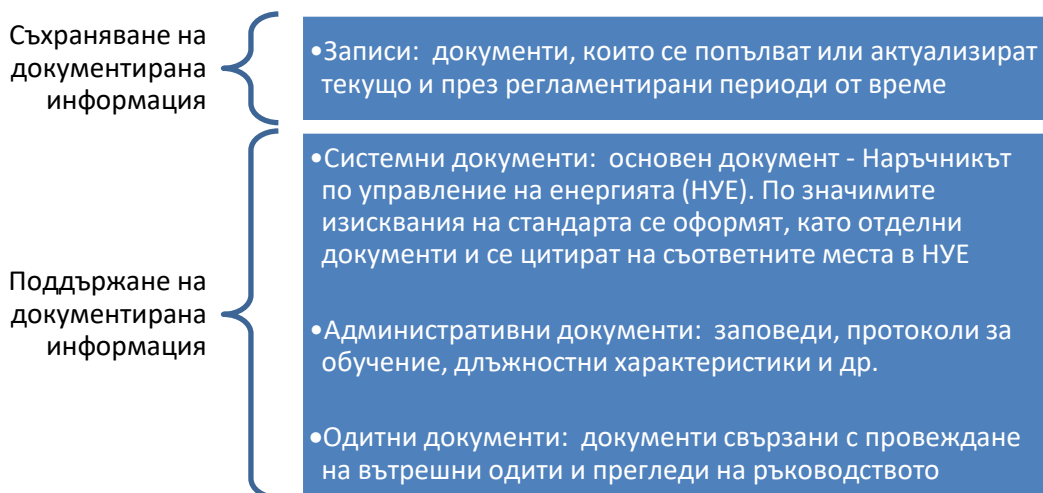 Съхраняване на
документирана
информация
•Записи: документи, които се попълват или актуализират
текущо и през регламентирани периоди от време
Поддържане на
документирана
информация
•Системни документи: основен документ - Наръчникът
по управление на енергията (НУЕ). По значимите
изисквания на стандарта се оформят, като отделни
документи и се цитират на съответните места в НУЕ
•Административни документи: заповеди, протоколи за
обучение, длъжностни характеристики и др.
•Одитни документи: документи свързани с провеждане
на вътрешни одити и прегледи на ръководството